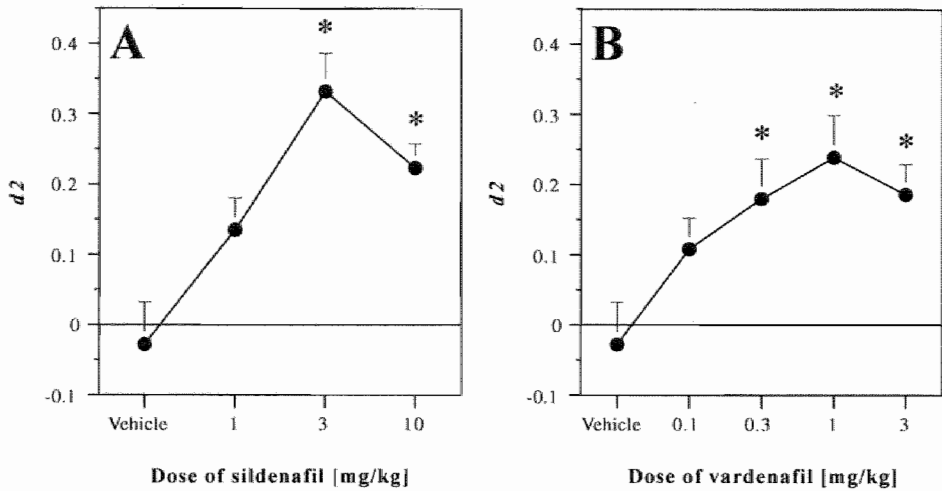 A
d2
0.4
0.3
0.2
0.1
0
-0.1
*
*
Vehicle 1 3 10
Dose of sildenafil [mg/kg]
B
d2
0.4
0.3
0.2
0.1
0
-0.1
*
*
*
Vehicle 0.1 0.3 1 3
Dose of vardenafil [mg/kg]